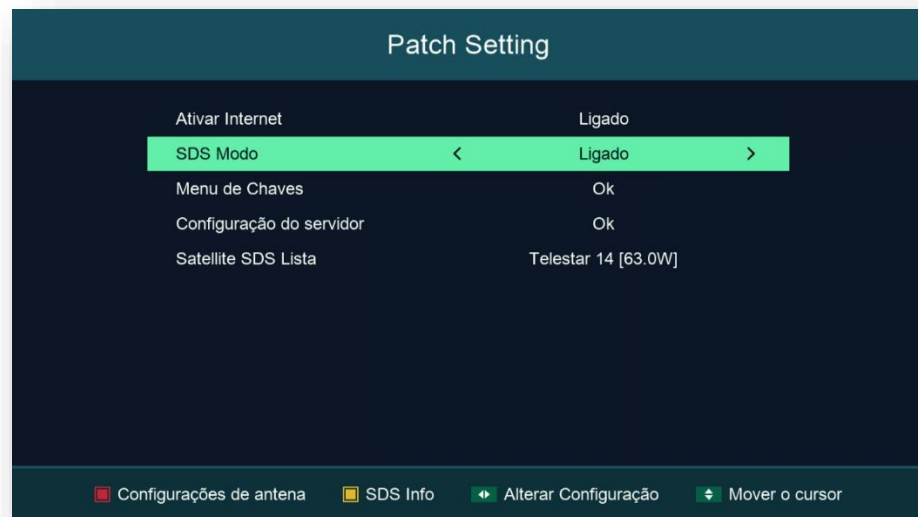 Patch Setting
Ativar Internet Ligado
SDS Modo < Ligado >
Menu de Chaves Ok
Configuração do servidor Ok
Satellite SDS Lista Telestar 14 [63.0W]
Configurações de antena SDS Info Alterar Configuração Mover o cursor